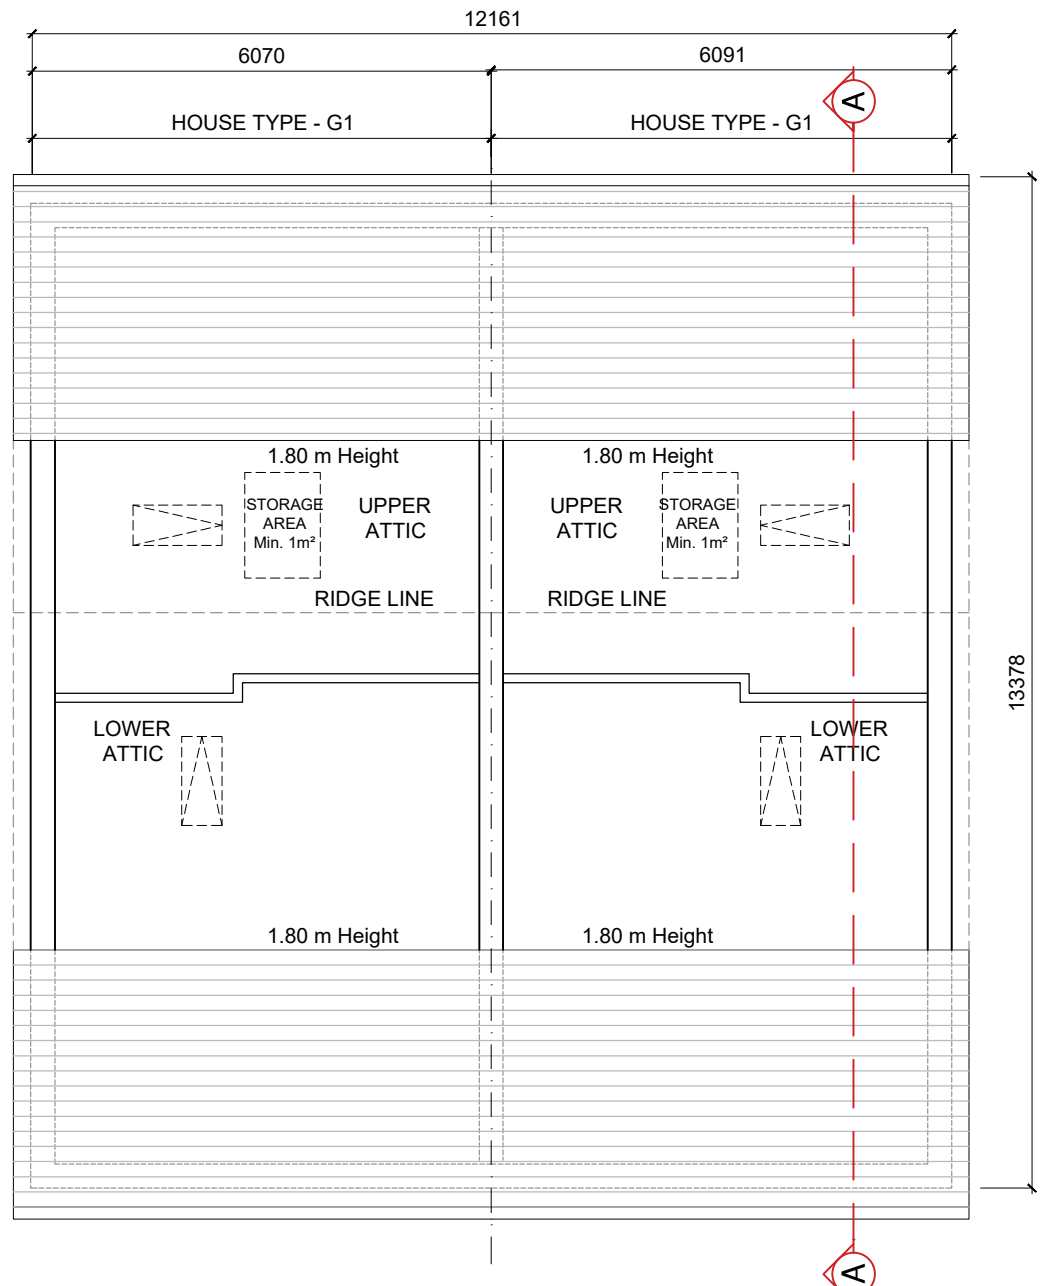 12161
6070
6091
HOUSE TYPE - G1
HOUSE TYPE - G1
A
1.80 m Height
1.80 m Height
STORAGE
AREA
Min. 1m²
UPPER
ATTIC
UPPER
ATTIC
STORAGE
AREA
Min. 1m²
RIDGE LINE
RIDGE LINE
13378
LOWER
ATTIC
LOWER
ATTIC
1.80 m Height
1.80 m Height
A